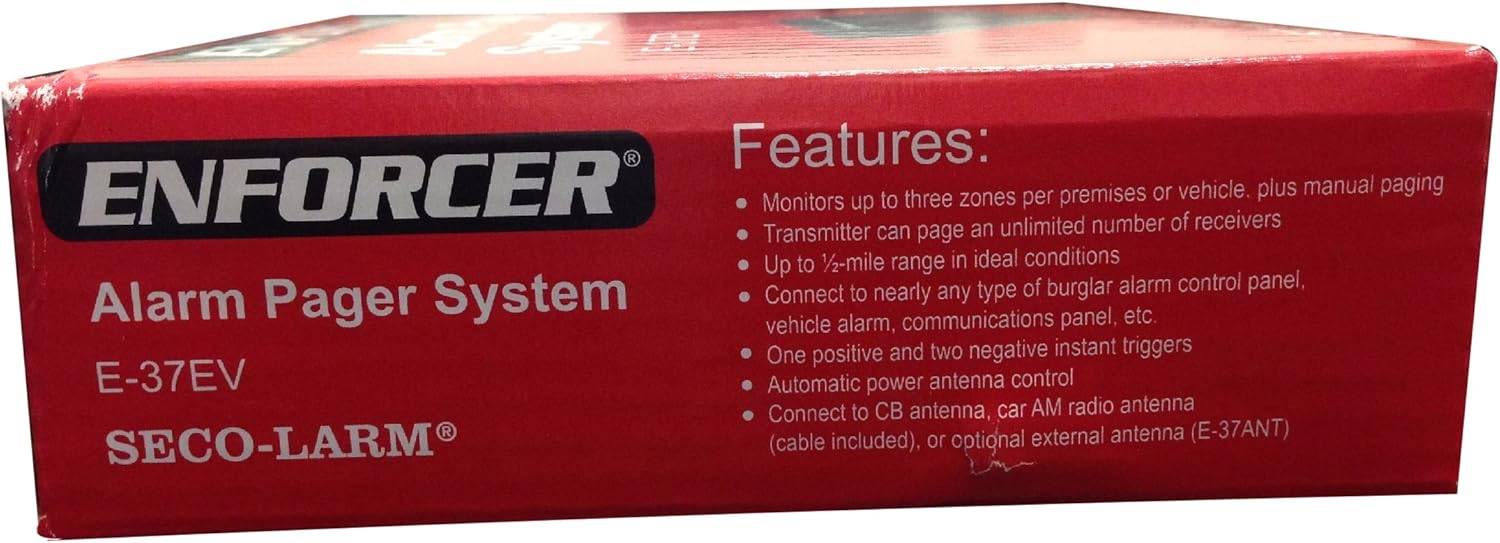 ENFORCER®
Alarm Pager System
E-37EV
SECO-LARM®
Features:
• Monitors up to three zones per premises or vehicle. plus manual paging
• Transmitter can page an unlimited number of receivers
• Up to ½-mile range in ideal conditions
• Connect to nearly any type of burglar alarm control panel,
vehicle alarm, communications panel, etc.
• One positive and two negative instant triggers
• Automatic power antenna control
• Connect to CB antenna, car AM radio antenna
(cable included), or optional external antenna (E-37ANT)